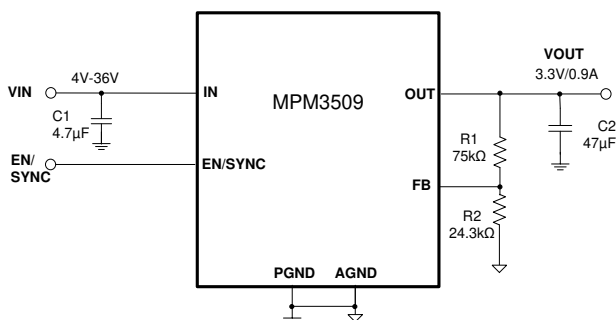 VOUT
3.3V/0.9A
4V-36V
VIN
IN
MPM3509
OUT
C1
4.7µF
C2
47µF
R1
75kΩ
EN/
SYNC
EN/SYNC
FB
R2
24.3kΩ
PGND AGND